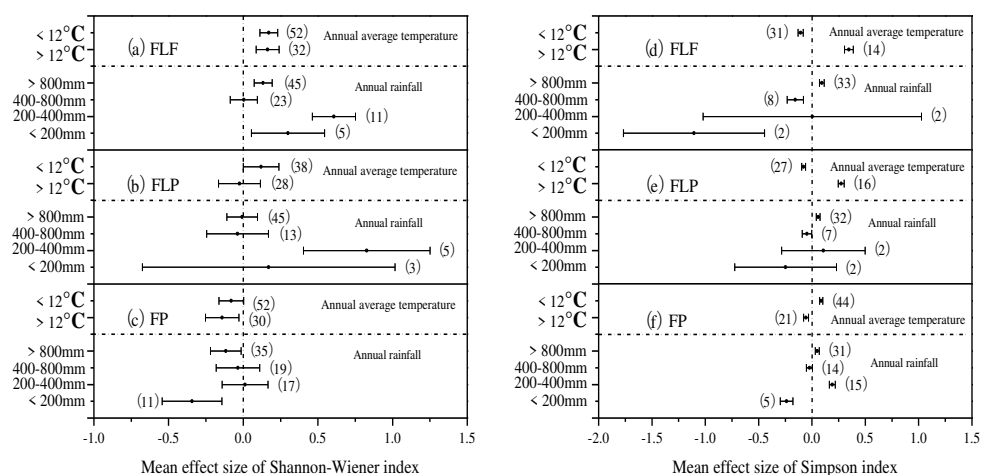 (a) FLF
< 12°C
(52)
Annual average temperature
> 12°C
(32)
> 800mm
(45)
Annual rainfall
400-800mm
(23)
200-400mm
(11)
< 200mm
(5)
(b) FLP
< 12°C
(38)
Annual average temperature
> 12°C
(28)
> 800mm
(45)
Annual rainfall
400-800mm
(13)
200-400mm
(5)
< 200mm
(3)
(c) FP
< 12°C
(52)
Annual average temperature
> 12°C
(30)
> 800mm
(35)
Annual rainfall
400-800mm
(19)
200-400mm
(17)
< 200mm
(11)
-1.0 -0.5 0.0 0.5 1.0 1.5
Mean effect size of Shannon-Wiener index
(d) FLF
< 12°C
(31)
Annual average temperature
> 12°C
(14)
> 800mm
(33)
Annual rainfall
400-800mm
(8)
200-400mm
(2)
< 200mm
(2)
(e) FLP
< 12°C
(27)
Annual average temperature
> 12°C
(16)
> 800mm
(32)
Annual rainfall
400-800mm
(7)
200-400mm
(2)
< 200mm
(2)
(f) FP
< 12°C
(44)
> 12°C
(21)
Annual average temperature
> 800mm
(31)
Annual rainfall
400-800mm
(14)
200-400mm
(15)
< 200mm
(5)
-2.0 -1.5 -1.0 -0.5 0.0 0.5 1.0 1.5
Mean effect size of Simpson index